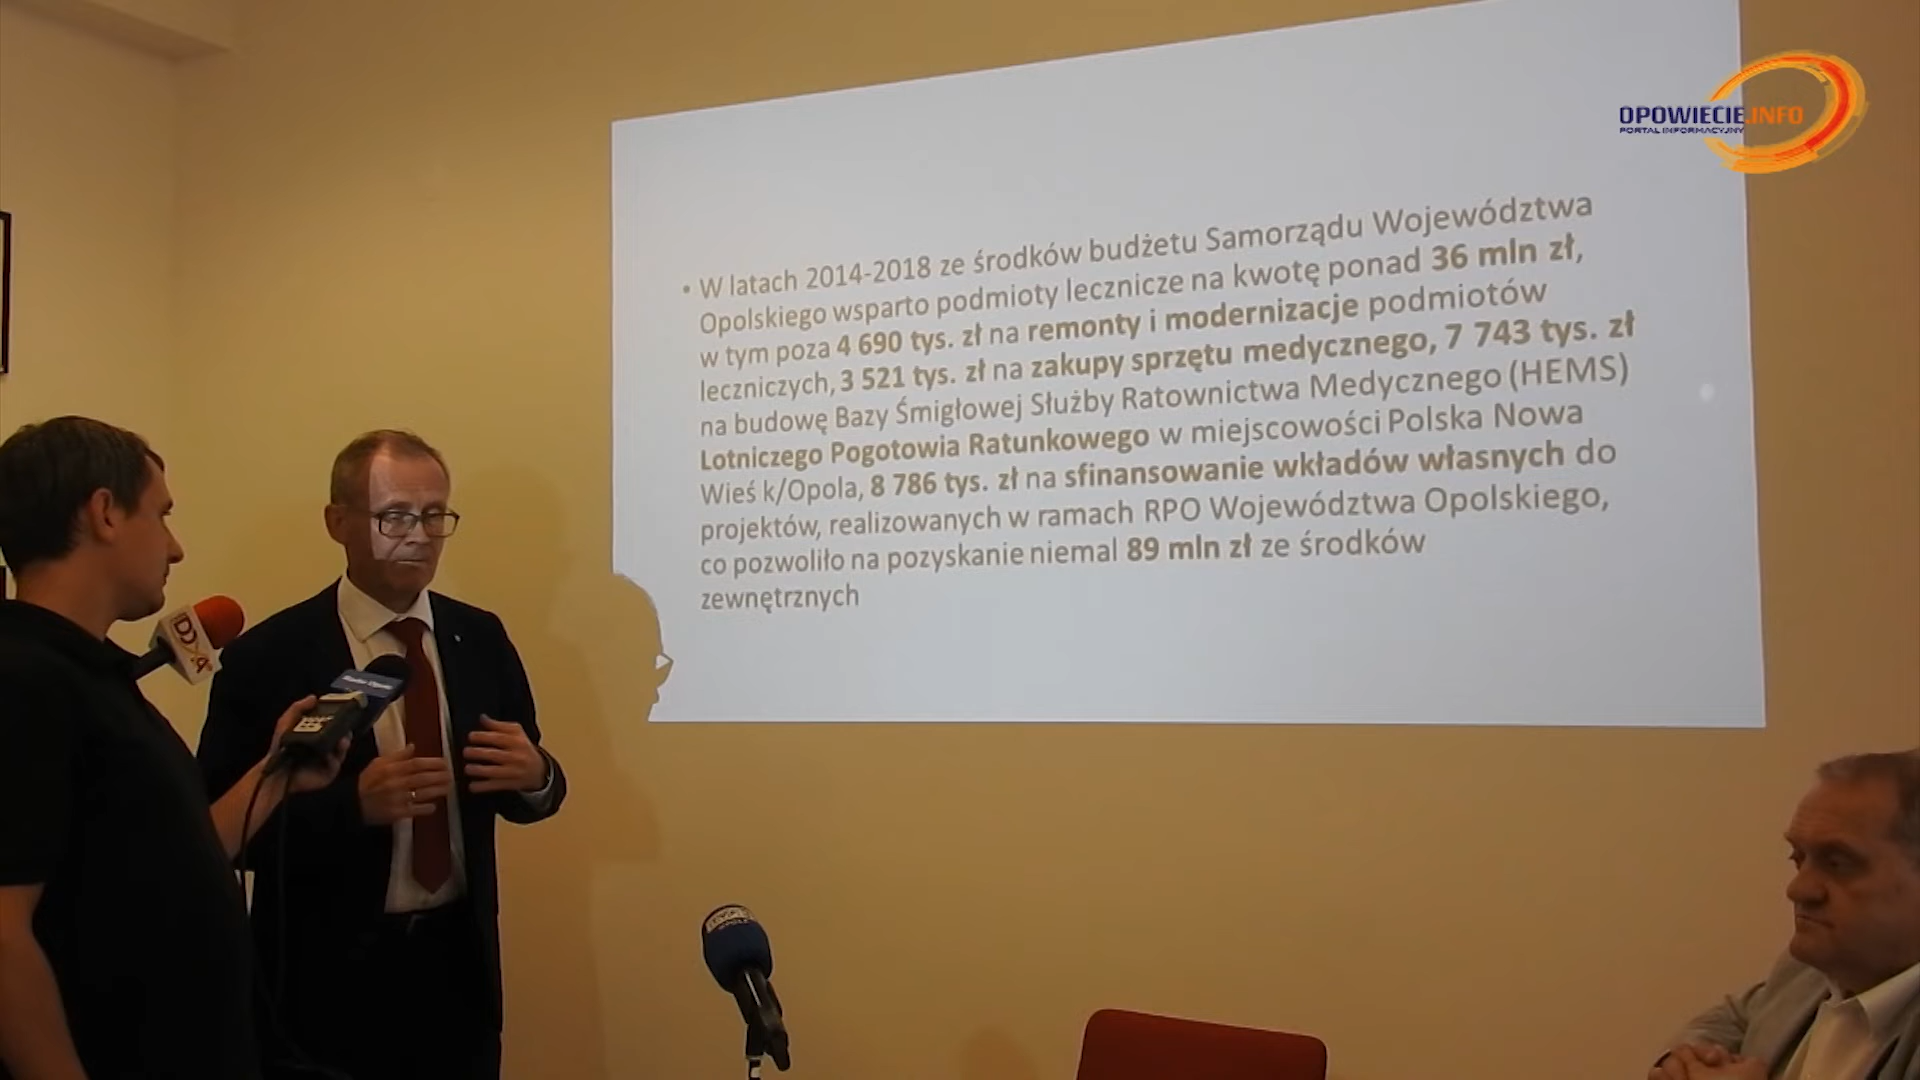 OPOWIECIE.INFO
PORTAL INFORMACYJNY
• W latach 2014-2018 ze środków budżetu Samorządu Województwa
Opolskiego wsparto podmioty lecznicze na kwotę ponad 36 mln zł,
w tym poza 4 690 tys. zł na remonty i modernizacje podmiotów
leczniczych, 3 521 tys. zł na zakupy sprzętu medycznego, 7 743 tys. zł
na budowę Bazy Śmigłowej Służby Ratownictwa Medycznego (HEMS)
Lotniczego Pogotowia Ratunkowego w miejscowości Polska Nowa
Wieś k/Opola, 8 786 tys. zł na sfinansowanie wkładów własnych do
projektów, realizowanych w ramach RPO Województwa Opolskiego,
co pozwoliło na pozyskanie niemal 89 mln zł ze środków
zewnętrznych
DOXA
Radio Opole